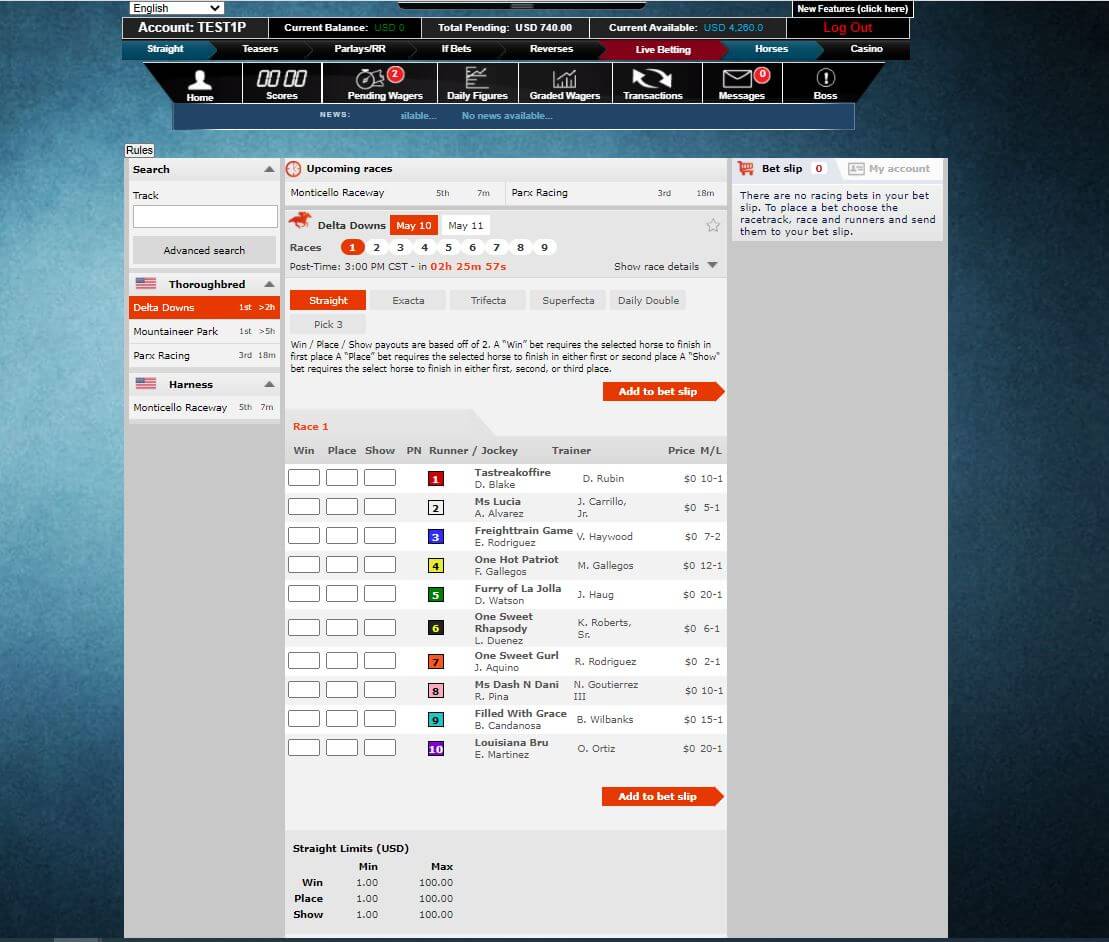 English
New Features (click here)
Account: TEST1P
Current Balance: USD 0
Total Pending: USD 740.00
Current Available: USD 4,260.0
Log Out
Straight
Teasers
Parlays/RR
If Bets
Reverses
Live Betting
Horses
Casino
00 00
2
0
Home
Scores
Pending Wagers
Daily Figures
Graded Wagers
Transactions
Messages
Boss
NEWS:
ailable...
No news available...
Rules
Search
Track
Advanced search
Thoroughbred
Delta Downs 1st >2h
Mountaineer Park 1st >5h
Parx Racing 3rd 18m
Harness
Monticello Raceway 5th 7m
Upcoming races
Monticello Raceway 5th 7m
Parx Racing 3rd 18m
Delta Downs May 10 May 11
Races 1 2 3 4 5 6 7 8 9
Post-Time: 3:00 PM CST - in 02h 25m 57s
Show race details
Straight
Exacta
Trifecta
Superfecta
Daily Double
Pick 3
Win / Place / Show payouts are based off of 2. A "Win" bet requires the selected horse to finish in
first place A "Place" bet requires the selected horse to finish in either first or second place A "Show"
bet requires the select horse to finish in either first, second, or third place.
Add to bet slip
Race 1
Win Place Show PN Runner / Jockey Trainer Price M/L
1 Tastreakoffire D. Rubin $0 10-1
D. Blake
2 Ms Lucia J. Carrillo, $0 5-1
A. Alvarez Jr.
3 Freighttrain Game V. Haywood $0 7-2
E. Rodriguez
4 One Hot Patriot M. Gallegos $0 12-1
F. Gallegos
5 Furry of La Jolla J. Haug $0 20-1
D. Watson
6 One Sweet K. Roberts, $0 6-1
Rhapsody Sr.
L. Duenez
7 One Sweet Gurl R. Rodriguez $0 2-1
J. Aquino
8 Ms Dash N Dani N. Goutierrez $0 10-1
R. Pina III
9 Filled With Grace B. Wilbanks $0 15-1
B. Candanosa
10 Louisiana Bru O. Ortiz $0 20-1
E. Martinez
Add to bet slip
Straight Limits (USD)
Min Max
Win 1.00 100.00
Place 1.00 100.00
Show 1.00 100.00
Bet slip 0
My account
There are no racing bets in your bet
slip. To place a bet choose the
racetrack, race and runners and send
them to your bet slip.